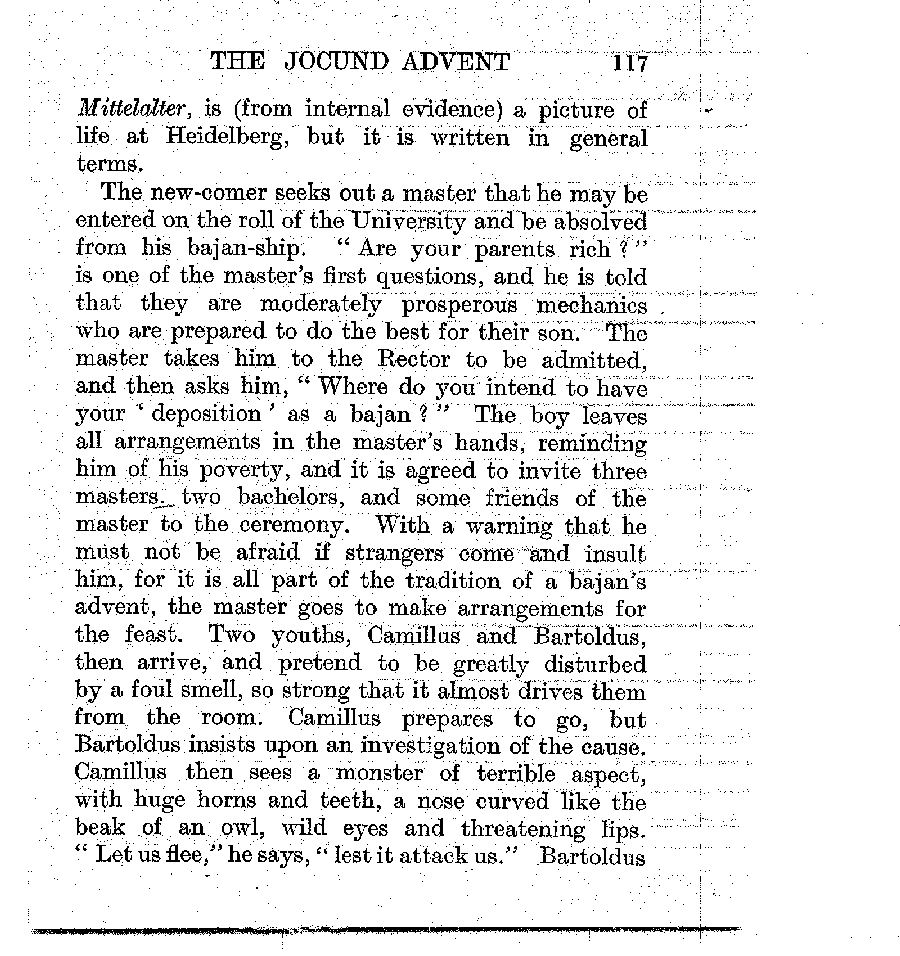 THE JOCUND ADVENT 117
Mittelalter, is (from internal evidence) a picture of
life at Heidelberg, but it is written in general
terms.
The new-comer seeks out a master that he may be
entered on the roll of the University and be absolved
from his bajan-ship. “ Are your parents rich ? ”
is one of the master’s first questions, and he is told
that they are moderately prosperous mechanics
who are prepared to do the best for their son. The
master takes him to the Rector to be admitted,
and then asks him, “ Where do you intend to have
your ‘ deposition ’ as a bajan ? ” The boy leaves
all arrangements in the master’s hands, reminding
him of his poverty, and it is agreed to invite three
masters, two bachelors, and some friends of the
master to the ceremony. With a warning that he
must not be afraid if strangers come and insult
him, for it is all part of the tradition of a bajan’s
advent, the master goes to make arrangements for
the feast. Two youths, Camillus and Bartoldus,
then arrive, and pretend to be greatly disturbed
by a foul smell, so strong that it almost drives them
from the room. Camillus prepares to go, but
Bartoldus insists upon an investigation of the cause.
Camillus then sees a monster of terrible aspect,
with huge horns and teeth, a nose curved like the
beak of an owl, wild eyes and threatening lips.
“ Let us flee,” he says, “ lest it attack us.” Bartoldus